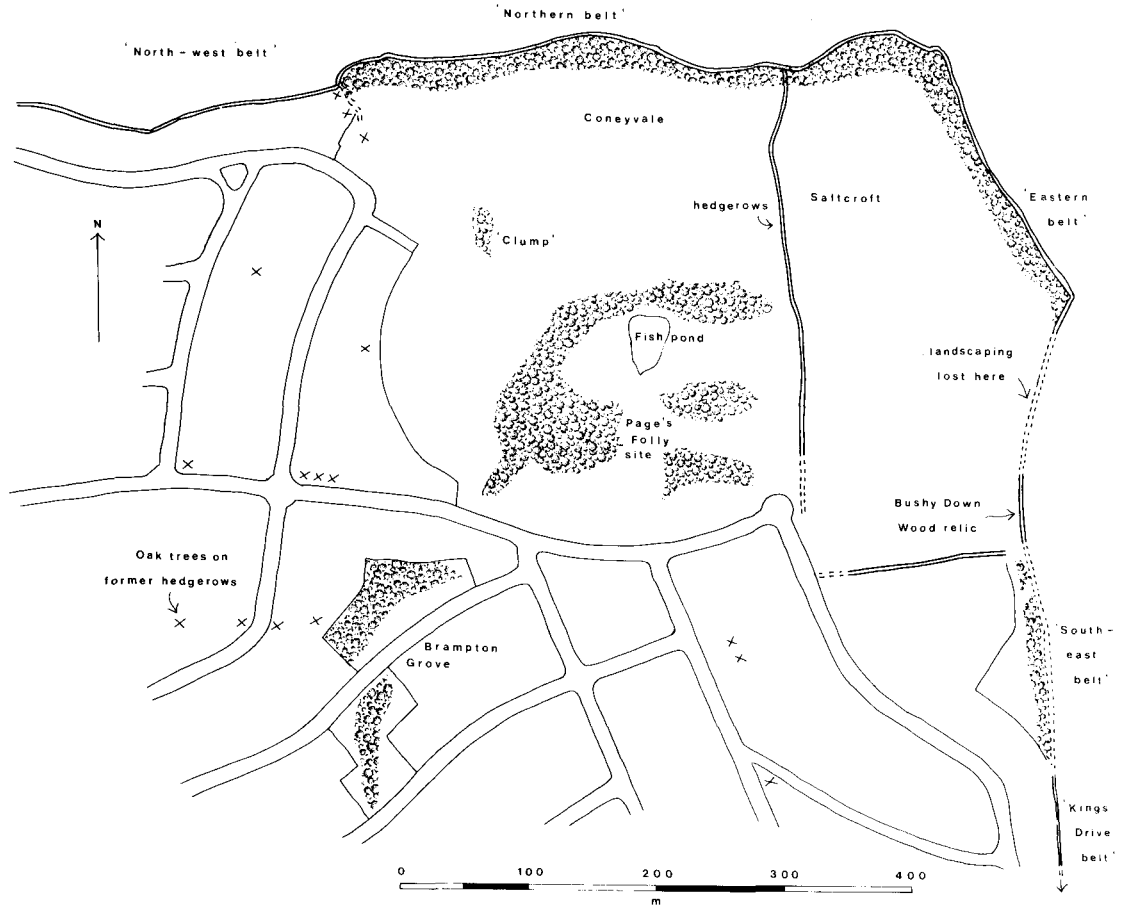 'Northern belt'
'North-west belt'
Coneyvale
Saltcroft
hedgerows
'Eastern
belt'
N
'Clump'
Fish pond
landscaping
lost here
Page's
Folly
site
Bushy Down
Wood relic
Oak trees on
former hedgerows
Brampton
Grove
'South-
east
belt'
'Kings
Drive
belt'
0 100 200 300 400
m